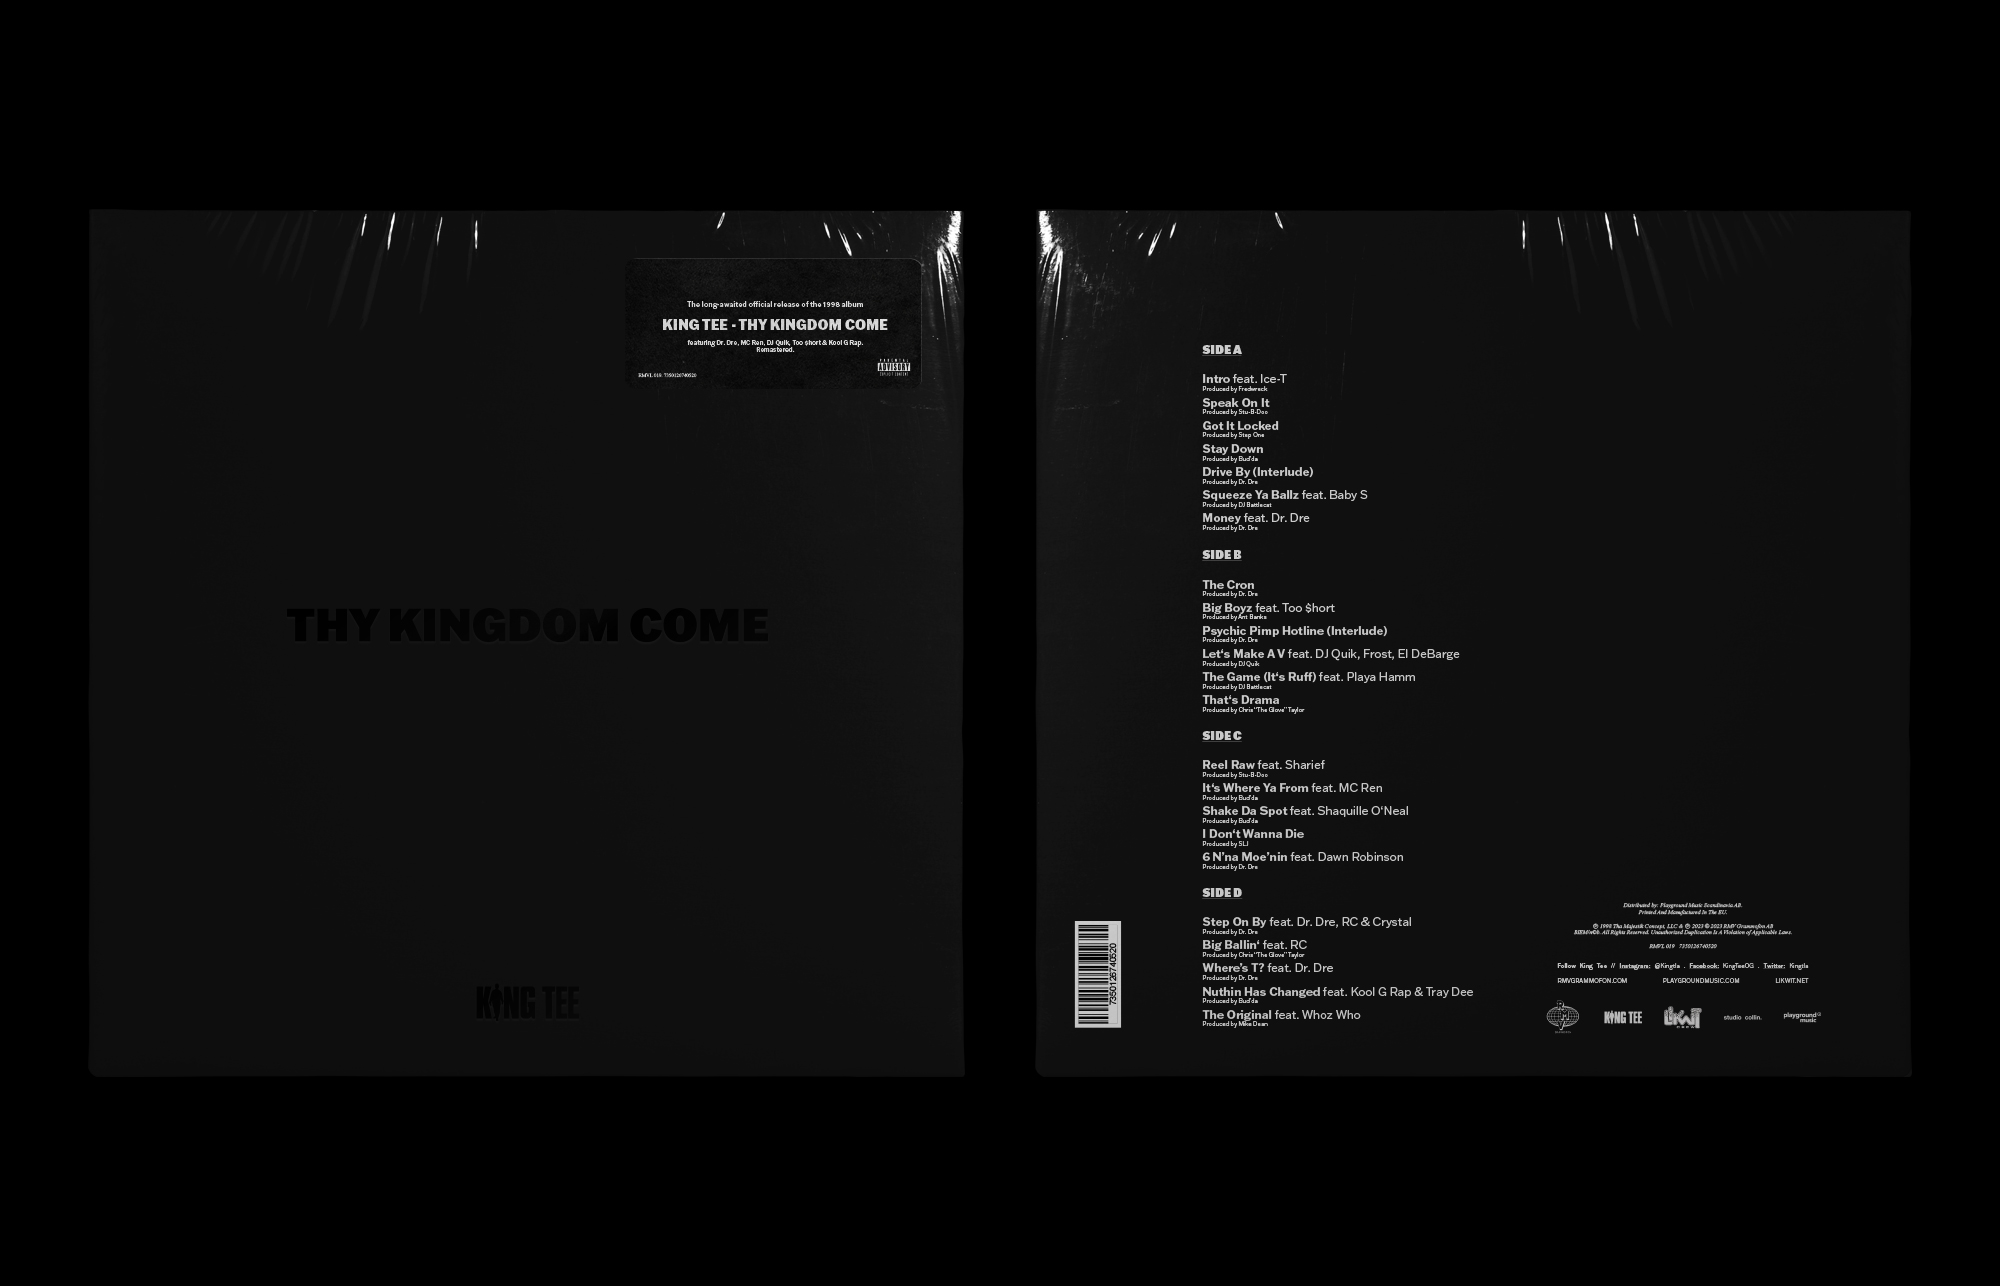 The long-awaited official release of the 1998 album
KING TEE - THY KINGDOM COME
featuring Dr. Dre, MC Ren, DJ Quik, Too $hort & Kool G Rap.
Remastered.
RMVL 019 7350126740520
PARENTAL
ADVISORY
EXPLICIT CONTENT
THY KINGDOM COME
KING TEE
SIDE A
Intro feat. Ice-T
Produced by Fredwreck
Speak On It
Produced by Stu-B-Doo
Got It Locked
Produced by Step One
Stay Down
Produced by Bud'da
Drive By (Interlude)
Produced by Dr. Dre
Squeeze Ya Ballz feat. Baby S
Produced by DJ Battlecat
Money feat. Dr. Dre
Produced by Dr. Dre
SIDE B
The Cron
Produced by Dr. Dre
Big Boyz feat. Too $hort
Produced by Ant Banks
Psychic Pimp Hotline (Interlude)
Produced by Dr. Dre
Let‘s Make A V feat. DJ Quik, Frost, El DeBarge
Produced by DJ Quik
The Game (It‘s Ruff) feat. Playa Hamm
Produced by DJ Battlecat
That‘s Drama
Produced by Chris "The Glove" Taylor
SIDE C
Reel Raw feat. Sharief
Produced by Stu-B-Doo
It‘s Where Ya From feat. MC Ren
Produced by Bud'da
Shake Da Spot feat. Shaquille O‘Neal
Produced by Bud'da
I Don‘t Wanna Die
Produced by SLJ
6 N’na Moe’nin feat. Dawn Robinson
Produced by Dr. Dre
SIDE D
Step On By feat. Dr. Dre, RC & Crystal
Produced by Dr. Dre
Big Ballin‘ feat. RC
Produced by Chris "The Glove" Taylor
Where’s T? feat. Dr. Dre
Produced by Dr. Dre
Nuthin Has Changed feat. Kool G Rap & Tray Dee
Produced by Bud'da
The Original feat. Whoz Who
Produced by Mike Dean
7350126740520
Distributed by: Playground Music Scandinavia AB.
Printed And Manufactured In The EU.
℗ 1998 Tha Majestik Concept, LLC & ℗ 2023 © 2023 RMV Grammofon AB
BIEM/n©b. All Rights Reserved. Unauthorized Duplication Is A Violation of Applicable Laws.
RMVL 019 7350126740520
Follow King Tee // Instagram: @Kingtla . Facebook: KingTeeOG . Twitter: Kingtla
RMVGRAMMOFON.COM PLAYGROUNDMUSIC.COM LIKWIT.NET
RMV KING TEE LIKWIT studio collin. playground music